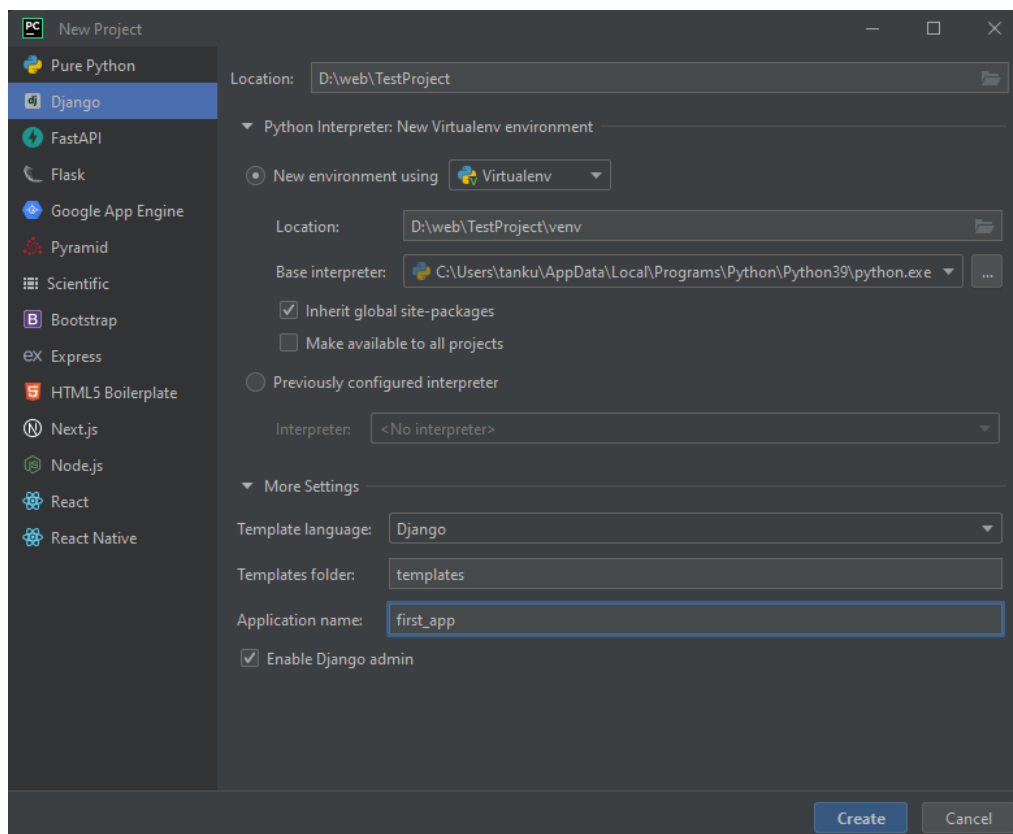 PC New Project
Pure Python
Django
FastAPI
Flask
Google App Engine
Pyramid
Scientific
Bootstrap
Express
HTML5 Boilerplate
Next.js
Node.js
React
React Native
Location: D:\web\TestProject
Python Interpreter: New Virtualenv environment
New environment using Virtualenv
Location: D:\web\TestProject\venv
Base interpreter: C:\Users\tanku\AppData\Local\Programs\Python\Python39\python.exe ...
Inherit global site-packages
Make available to all projects
Previously configured interpreter
Interpreter: <No interpreter>
More Settings
Template language: Django
Templates folder: templates
Application name: first_app
Enable Django admin
Create Cancel